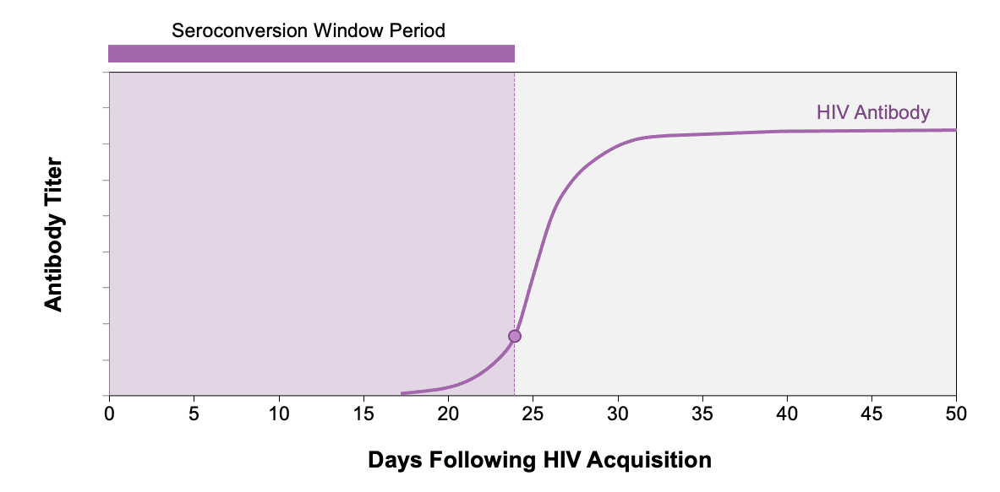 Seroconversion Window Period
HIV Antibody
Antibody Titer
0 5 10 15 20 25 30 35 40 45 50
Days Following HIV Acquisition